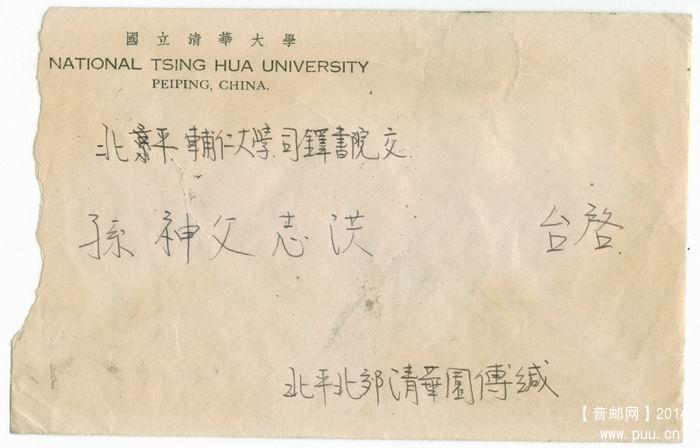 國立清華大學
NATIONAL TSING HUA UNIVERSITY
PEIPING, CHINA.
北平輔仁大學司鐸書院交
孫神父志洪 台啓
北平北郊清華園傅緘
【普邮网】2014
www.puu.cn